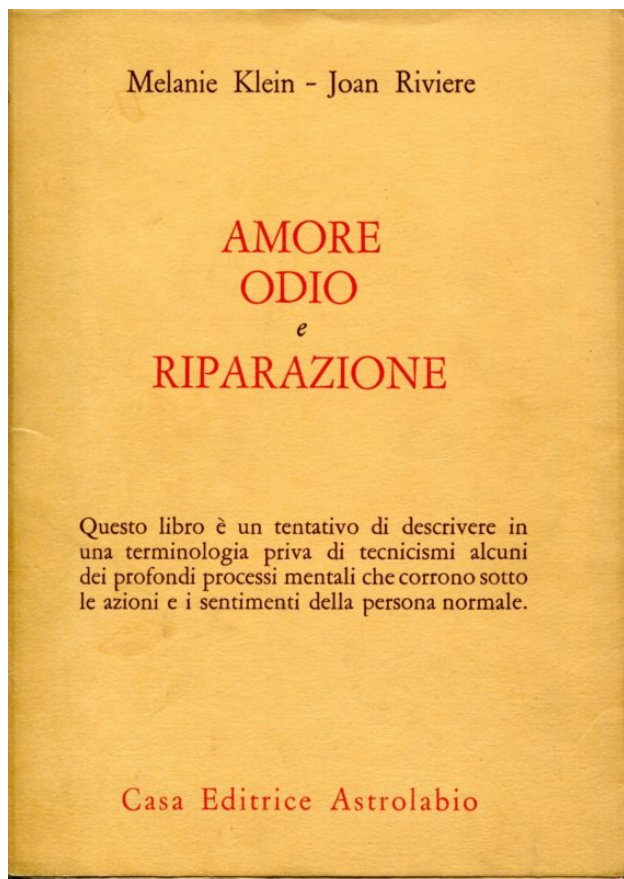 Melanie Klein - Joan Riviere
AMORE
ODIO
e
RIPARAZIONE
Questo libro è un tentativo di descrivere in
una terminologia priva di tecnicismi alcuni
dei profondi processi mentali che corrono sotto
le azioni e i sentimenti della persona normale.
Casa Editrice Astrolabio